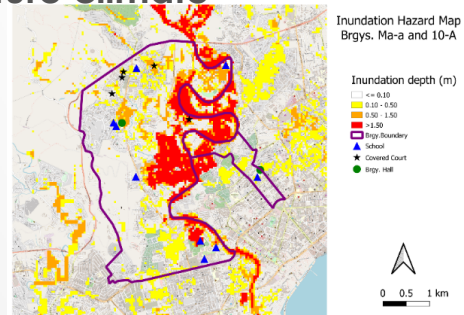 Inundation Hazard Map
Brgys. Ma-a and 10-A
Inundation depth (m)
<= 0.10
0.10 - 0.50
0.50 - 1.50
>1.50
Brgy.Boundary
School
Covered Court
Brgy. Hall
0 0.5 1 km